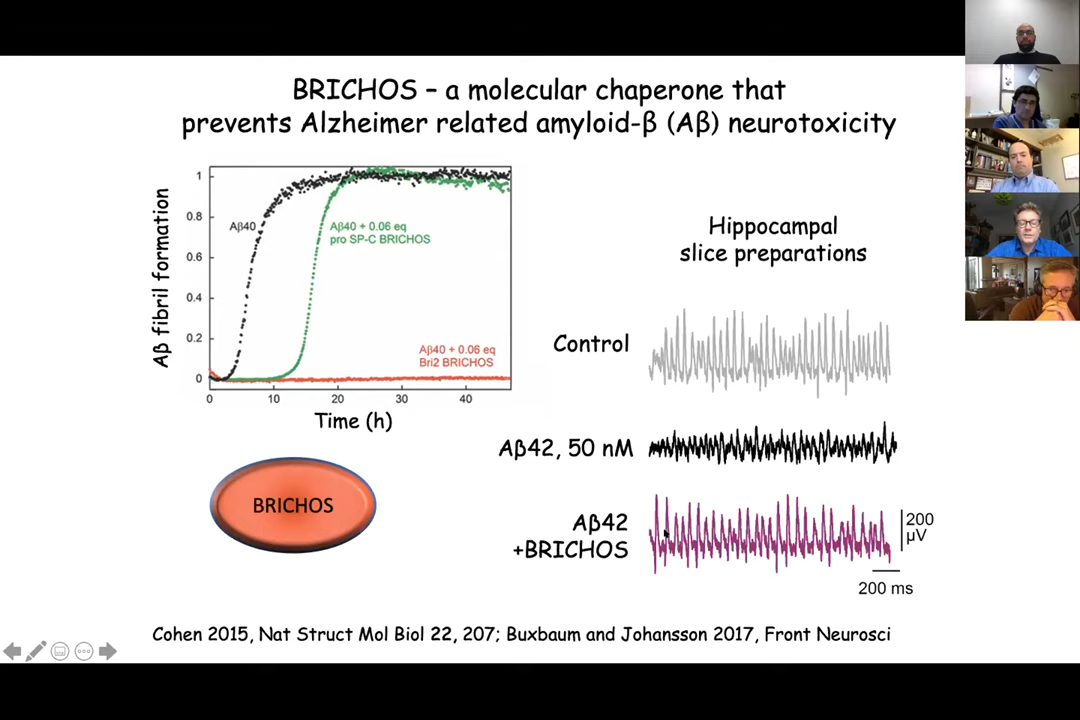 BRICHOS – a molecular chaperone that
prevents Alzheimer related amyloid-β (Aβ) neurotoxicity
Aβ fibril formation
1
0.8
0.6
0.4
0.2
0
Aβ40
Aβ40 + 0.06 eq
pro SP-C BRICHOS
Aβ40 + 0.06 eq
Bri2 BRICHOS
0 10 20 30 40
Time (h)
BRICHOS
Hippocampal
slice preparations
Control
Aβ42, 50 nM
Aβ42
+BRICHOS
200
μV
200 ms
Cohen 2015, Nat Struct Mol Biol 22, 207; Buxbaum and Johansson 2017, Front Neurosci